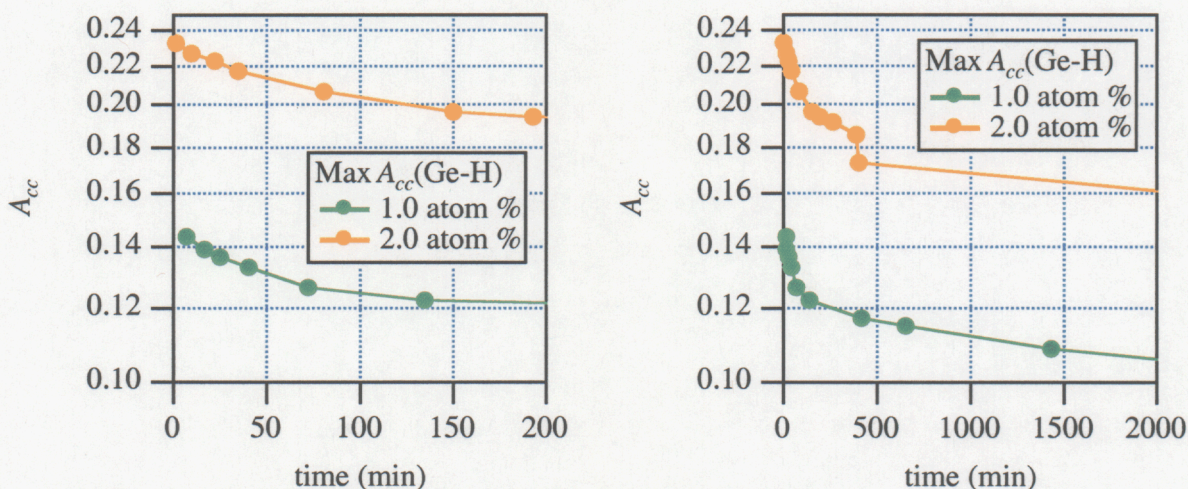 A_cc
0.24
0.22
0.20
0.18
0.16
0.14
0.12
0.10
0 50 100 150 200
time (min)
Max A_cc(Ge-H)
1.0 atom %
2.0 atom %
A_cc
0.24
0.22
0.20
0.18
0.16
0.14
0.12
0.10
0 500 1000 1500 2000
time (min)
Max A_cc(Ge-H)
1.0 atom %
2.0 atom %